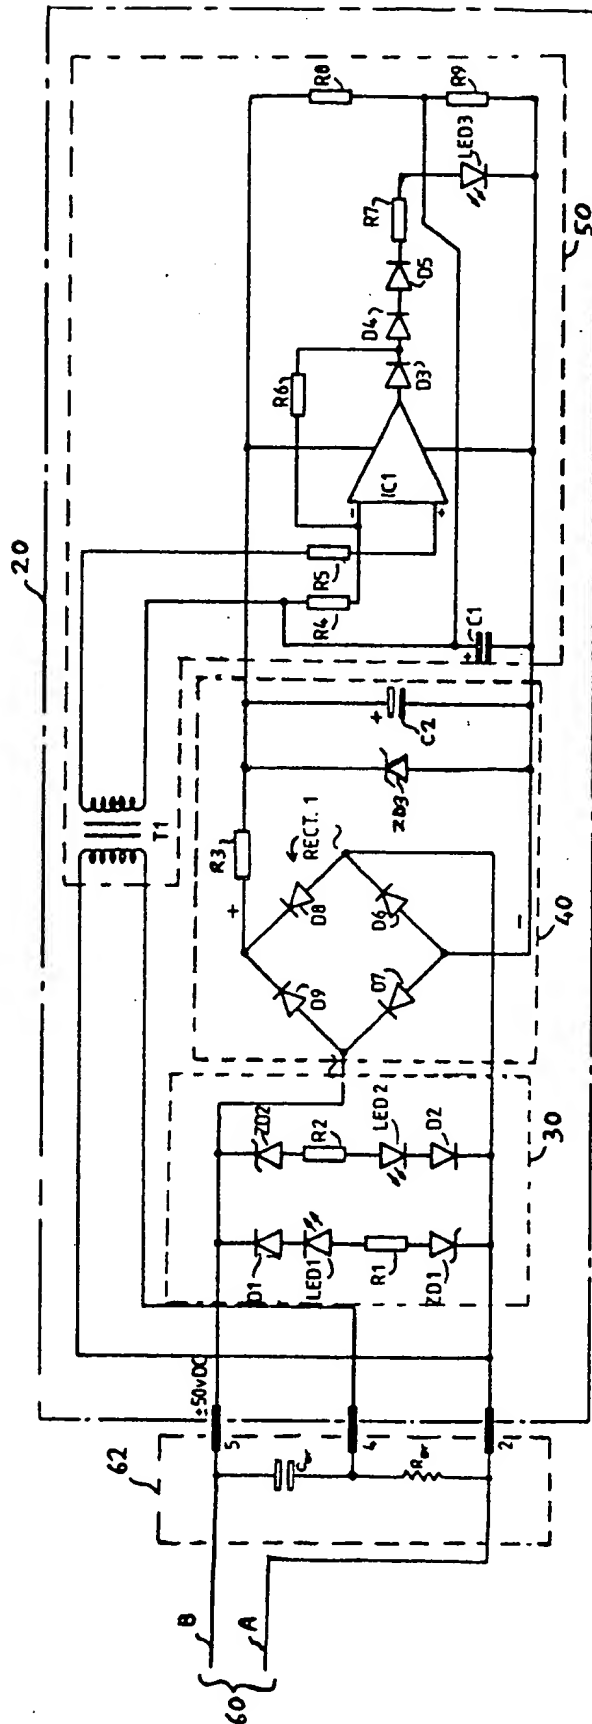 20
50
R8
R9
LED3
R7
D5
D4
D3
R6
IC1
-
+
R5
R4
+
C1
T1
R3
+
RECT. 1
~
D8
D6
D9
D7
-
~
ZD3
+
C2
40
ZD2
R2
LED2
D2
D1
LED1
R1
ZD1
30
±50vDC
5
4
2
62
B
A
60